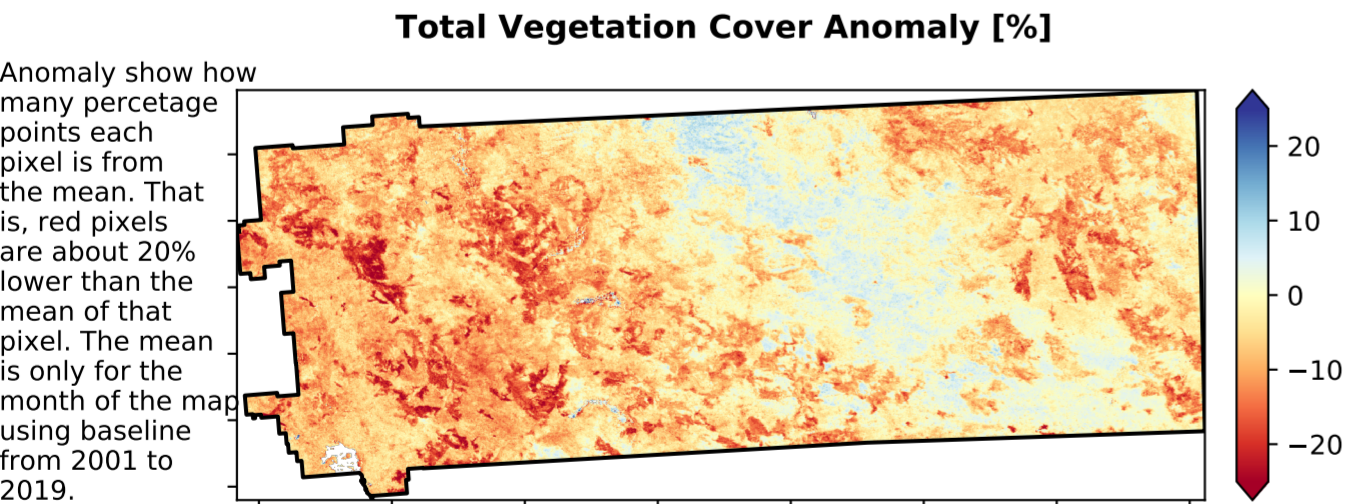 Total Vegetation Cover Anomaly [%]
Anomaly show how
many percetage
points each
pixel is from
the mean. That
is, red pixels
are about 20%
lower than the
mean of that
pixel. The mean
is only for the
month of the map
using baseline
from 2001 to
2019.
20
10
0
−10
−20